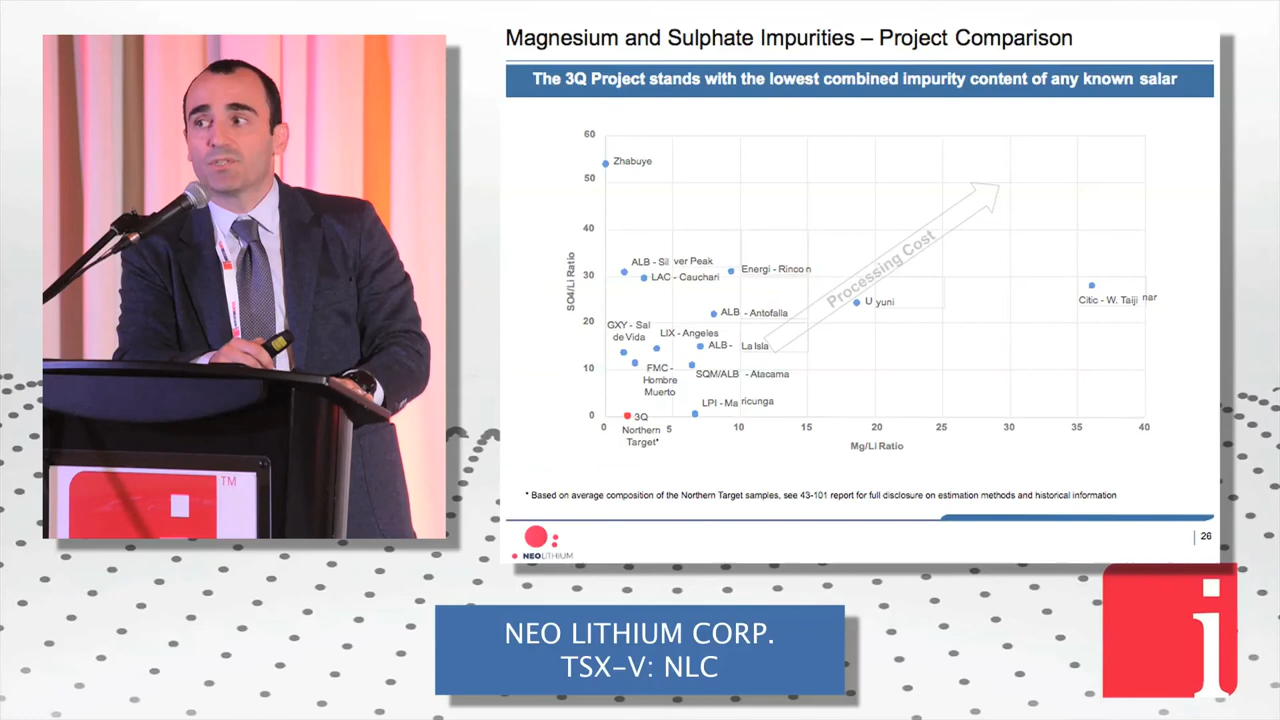 Magnesium and Sulphate Impurities – Project Comparison
The 3Q Project stands with the lowest combined impurity content of any known salar
60
50
40
30
20
10
0
SO4/Li Ratio
Zhabuye
ALB - Silver Peak
LAC - Cauchari
Energi - Rincon
ALB - Antofalla
GXY - Sal
de Vida
LIX - Angeles
ALB - La Isla
FMC -
Hombre
Muerto
SQM/ALB - Atacama
LPI - Maricunga
3Q
Northern
Target*
Uyuni
Citic - W. Taijinar
Processing Cost
0
5
10
15
20
25
30
35
40
Mg/Li Ratio
* Based on average composition of the Northern Target samples, see 43-101 report for full disclosure on estimation methods and historical information
26
NEOLITHIUM
TM
i
NEO LITHIUM CORP.
TSX-V: NLC
i